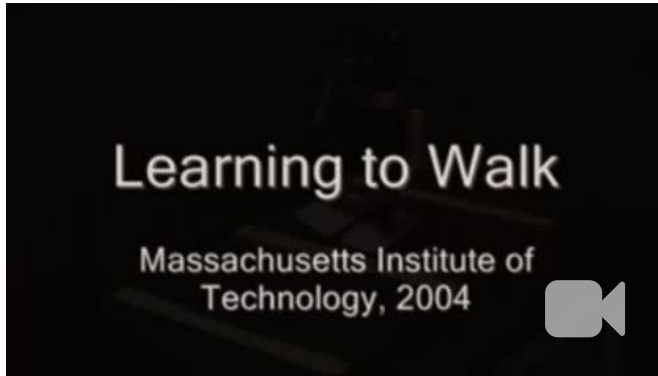 Learning to Walk
Massachusetts Institute of
Technology, 2004